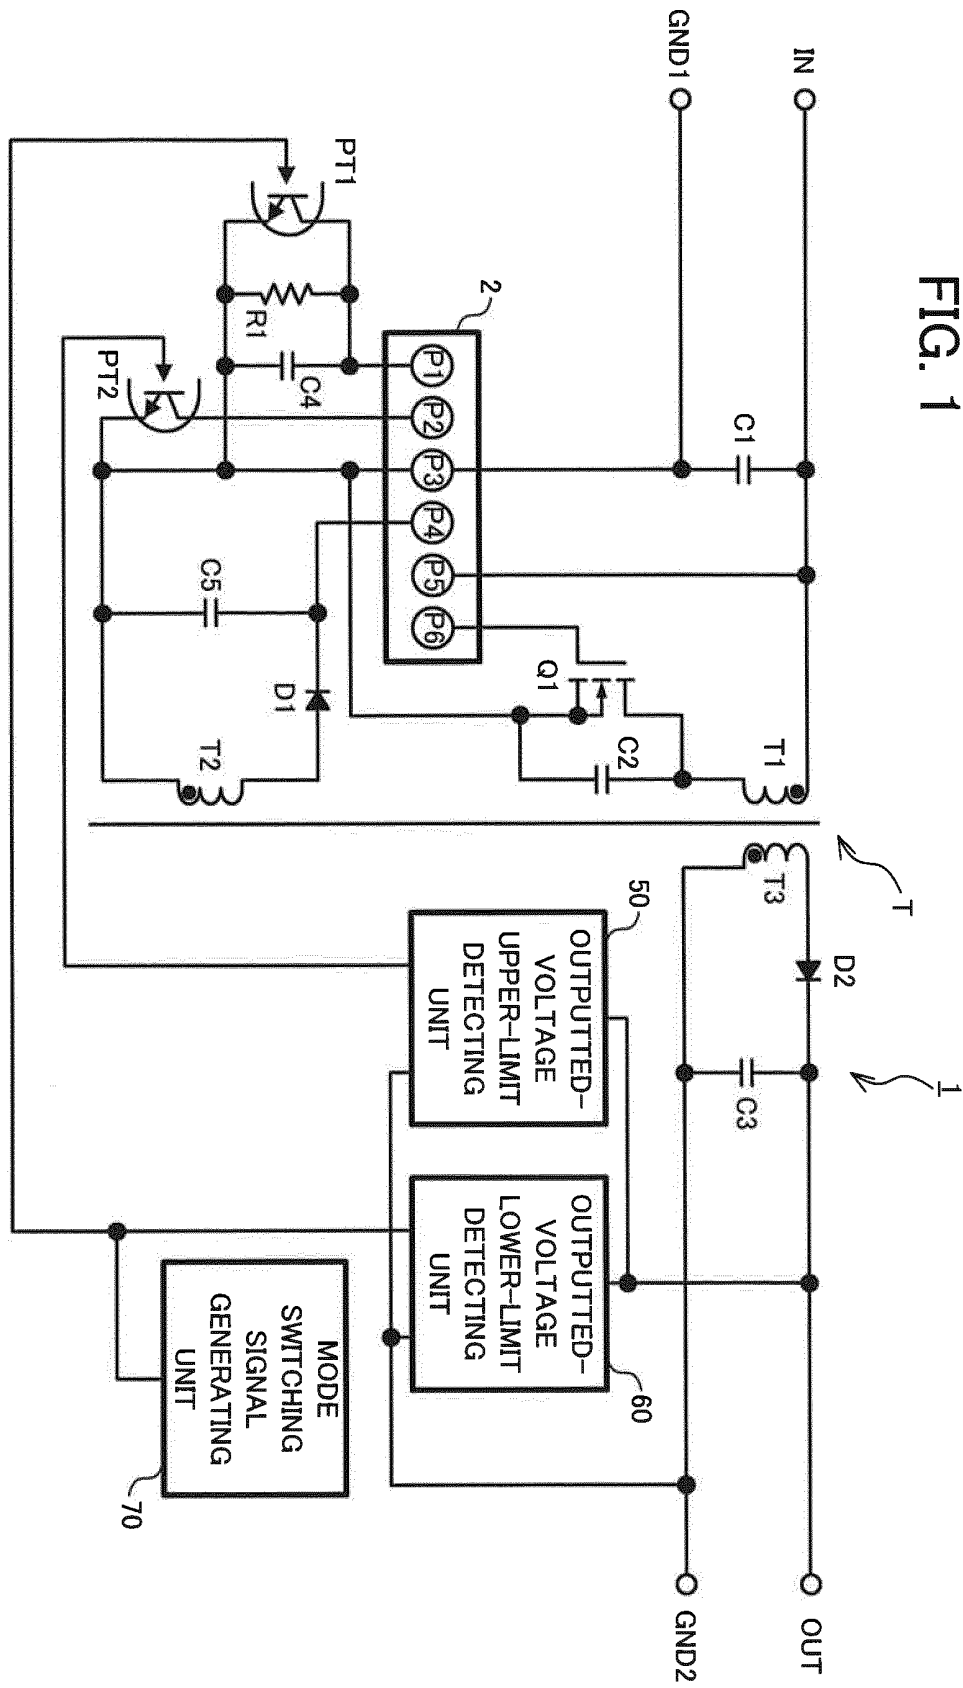 FIG. 1
IN
GND1
C1
T1
T
T3
D2
1
C3
OUT
GND2
2
P1
P2
P3
P4
P5
P6
Q1
C2
PT1
R1
C4
PT2
C5
D1
T2
50
OUTPUTTED-
VOLTAGE
UPPER-LIMIT
DETECTING
UNIT
60
OUTPUTTED-
VOLTAGE
LOWER-LIMIT
DETECTING
UNIT
MODE
SWITCHING
SIGNAL
GENERATING
UNIT
70